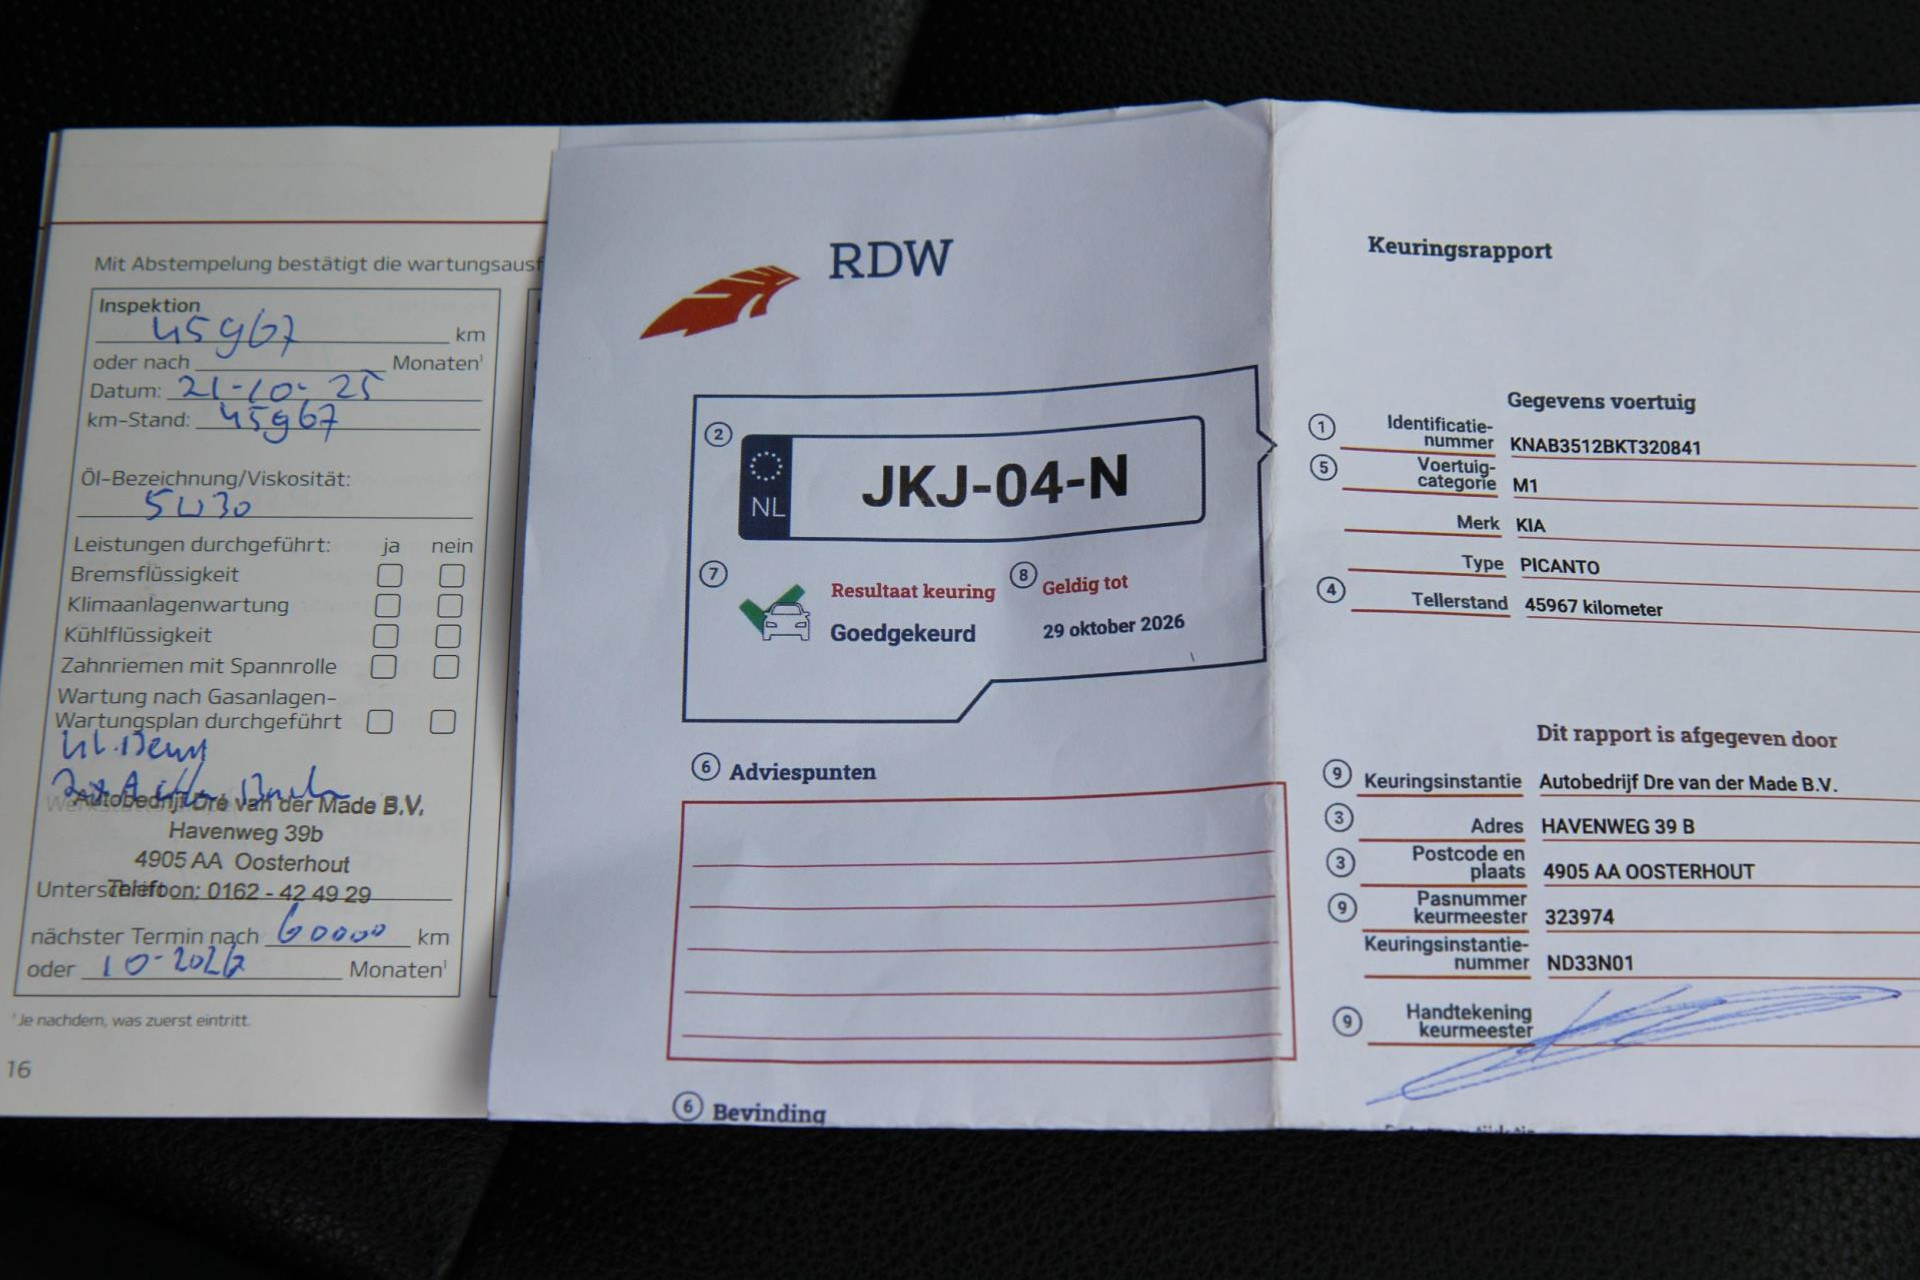 Mit Abstempelung bestätigt die wartungsausf
Inspektion
45967 km
oder nach Monaten¹
Datum: 21-10-25
km-Stand: 45967
Öl-Bezeichnung/Viskosität:
5W30
Leistungen durchgeführt: ja nein
Bremsflüssigkeit
Klimaanlagenwartung
Kühlflüssigkeit
Zahnriemen mit Spannrolle
Wartung nach Gasanlagen-
Wartungsplan durchgeführt
Autobedrijf Dré van der Made B.V.
Havenweg 39b
4905 AA Oosterhout
Telefoon: 0162 - 42 49 29
nächster Termin nach 60000 km
oder 10-2026 Monaten¹
¹Je nachdem, was zuerst eintritt.
16
RDW
2
NL
JKJ-04-N
7 Resultaat keuring
Goedgekeurd
8 Geldig tot
29 oktober 2026
6 Adviespunten
6 Bevinding
Keuringsrapport
Gegevens voertuig
1 Identificatie-
nummer KNAB3512BKT320841
5 Voertuig-
categorie M1
Merk KIA
Type PICANTO
4 Tellerstand 45967 kilometer
Dit rapport is afgegeven door
9 Keuringsinstantie Autobedrijf Dre van der Made B.V.
3 Adres HAVENWEG 39 B
3 Postcode en
plaats 4905 AA OOSTERHOUT
9 Pasnummer
keurmeester 323974
Keuringsinstantie-
nummer ND33N01
9 Handtekening
keurmeester